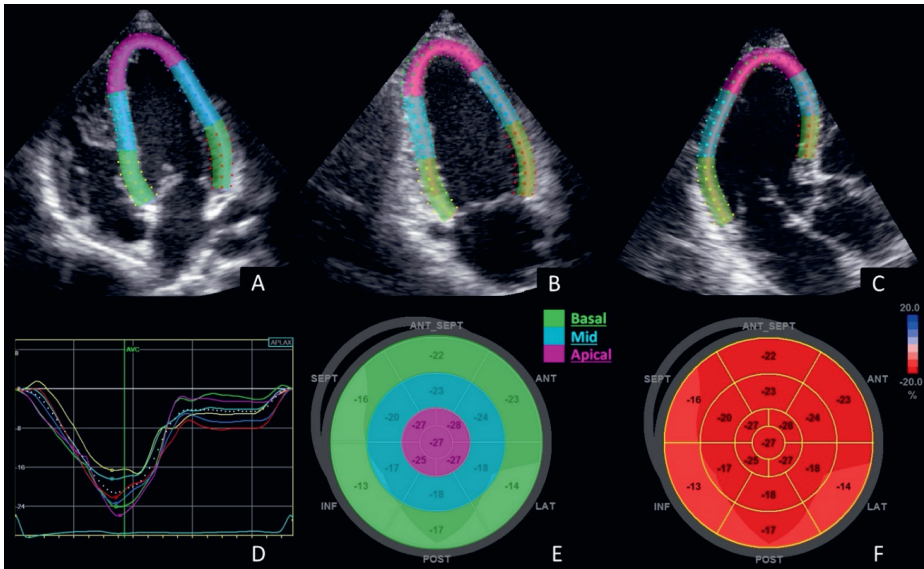 A
B
C
8
0
-8
-16
-24
AVC
APLAX
D
Basal
Mid
Apical
ANT_SEPT
SEPT
ANT
INF
LAT
POST
-22
-16
-23
-23
-20
-24
-27
-28
-27
-25
-27
-17
-18
-13
-14
-18
-17
E
ANT_SEPT
SEPT
ANT
INF
LAT
POST
-22
-16
-23
-23
-20
-24
-27
-28
-27
-25
-27
-17
-18
-13
-14
-18
-17
20.0
-20.0
%
F